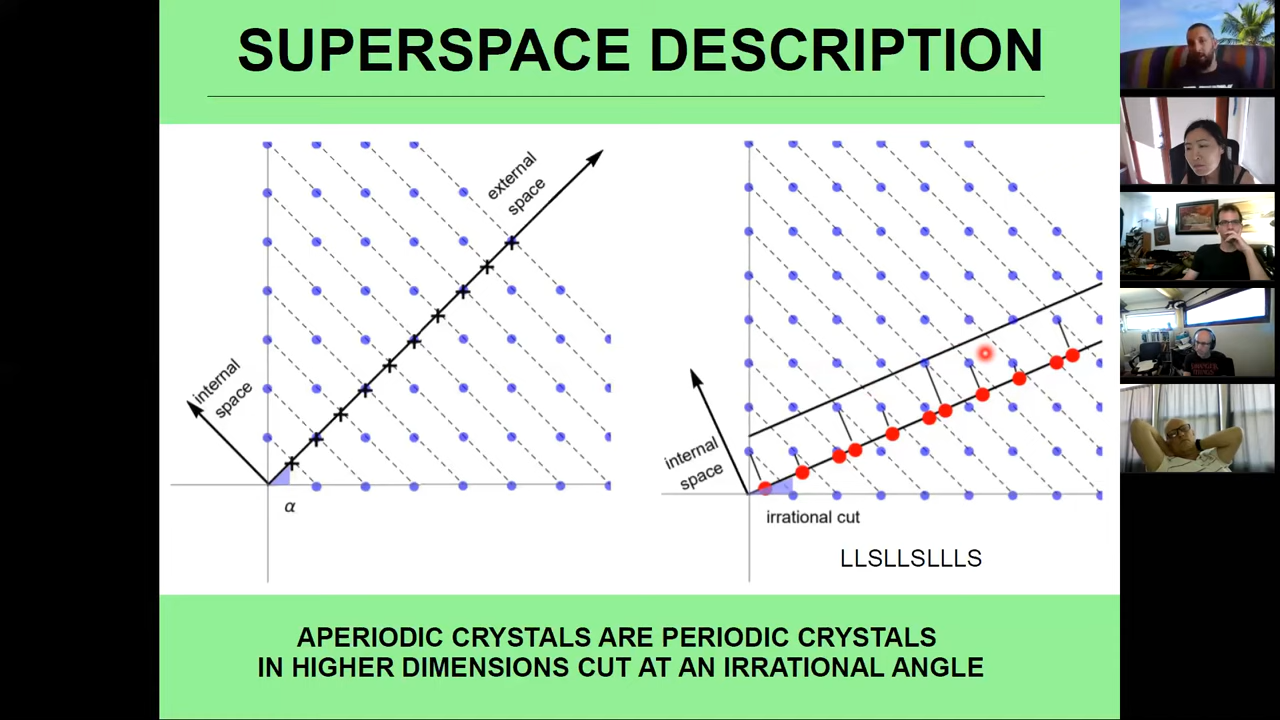 SUPERSPACE DESCRIPTION
external
space
internal
space
α
internal
space
irrational cut
LLSLLSLLLS
APERIODIC CRYSTALS ARE PERIODIC CRYSTALS
IN HIGHER DIMENSIONS CUT AT AN IRRATIONAL ANGLE